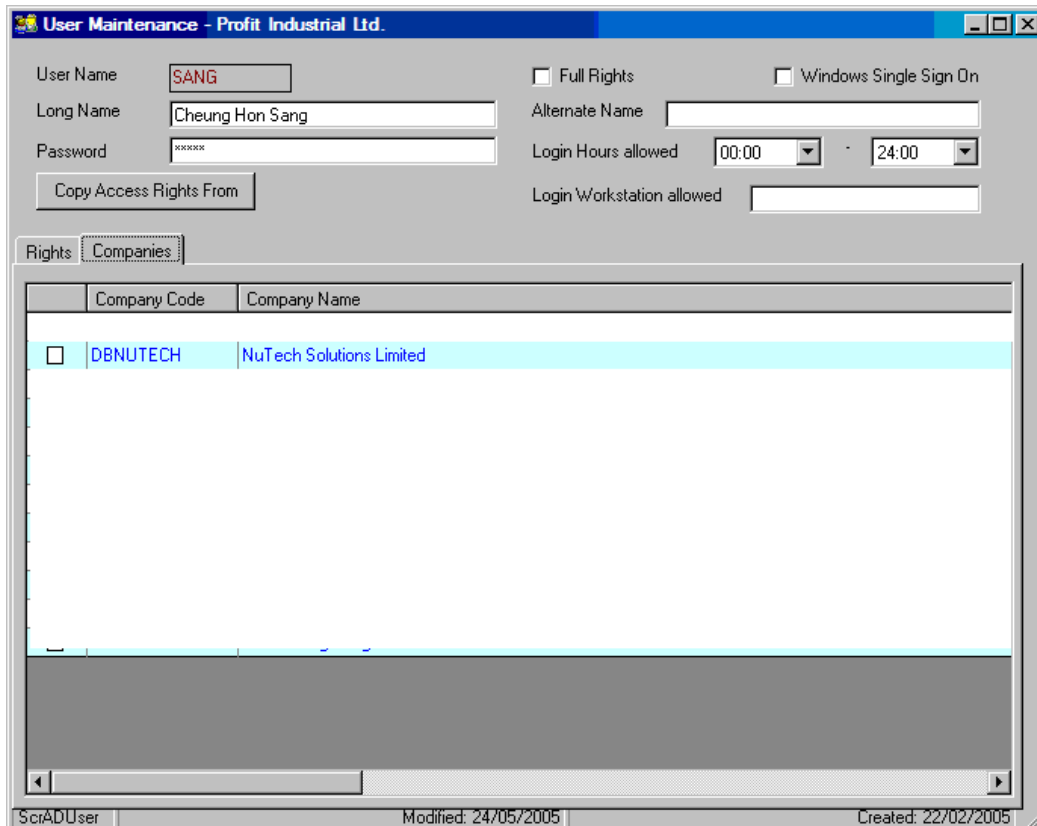 User Maintenance - Profit Industrial Ltd.
User Name SANG Full Rights Windows Single Sign On
Long Name Cheung Hon Sang Alternate Name
Password ***** Login Hours allowed 00:00 - 24:00
Copy Access Rights From Login Workstation allowed
Rights Companies
Company Code Company Name
DBNUTECH NuTech Solutions Limited
ScrADUser Modified: 24/05/2005 Created: 22/02/2005